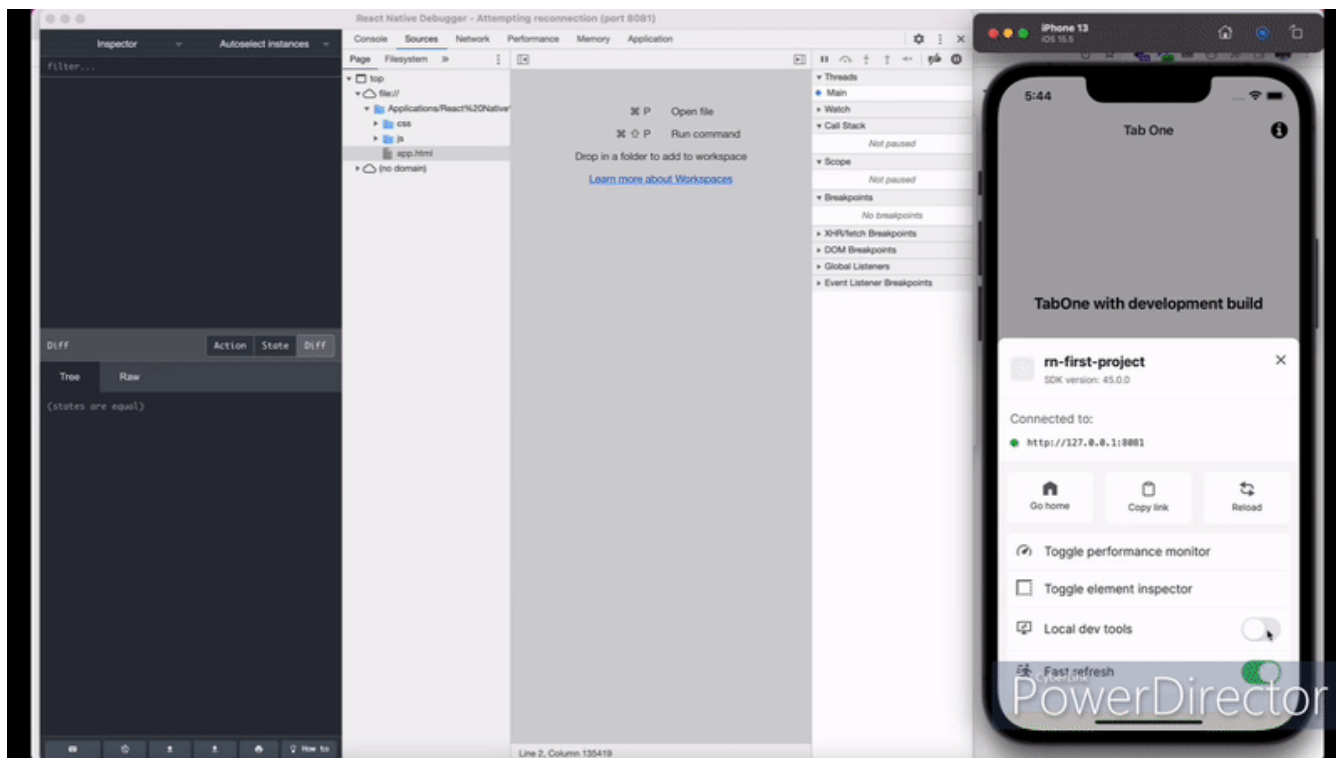 React Native Debugger - Attempting reconnection (port 8081)
Inspector
Autoselect instances
filter...
Diff
Action
State
Diff
Tree
Raw
(states are equal)
How to
Console
Sources
Network
Performance
Memory
Application
Page
Filesystem
»
top
file://
Applications/React%20Native
css
js
app.html
(no domain)
⌘ P Open file
⌘ ⇧ P Run command
Drop in a folder to add to workspace
Learn more about Workspaces
Line 2, Column 135419
Threads
Main
Watch
Call Stack
Not paused
Scope
Not paused
Breakpoints
No breakpoints
XHR/fetch Breakpoints
DOM Breakpoints
Global Listeners
Event Listener Breakpoints
iPhone 13
iOS 15.5
5:44
Tab One
TabOne with development build
rn-first-project
SDK version: 45.0.0
Connected to:
http://127.0.0.1:8081
Go home
Copy link
Reload
Toggle performance monitor
Toggle element inspector
Local dev tools
Fast refresh
CyberLink
PowerDirector